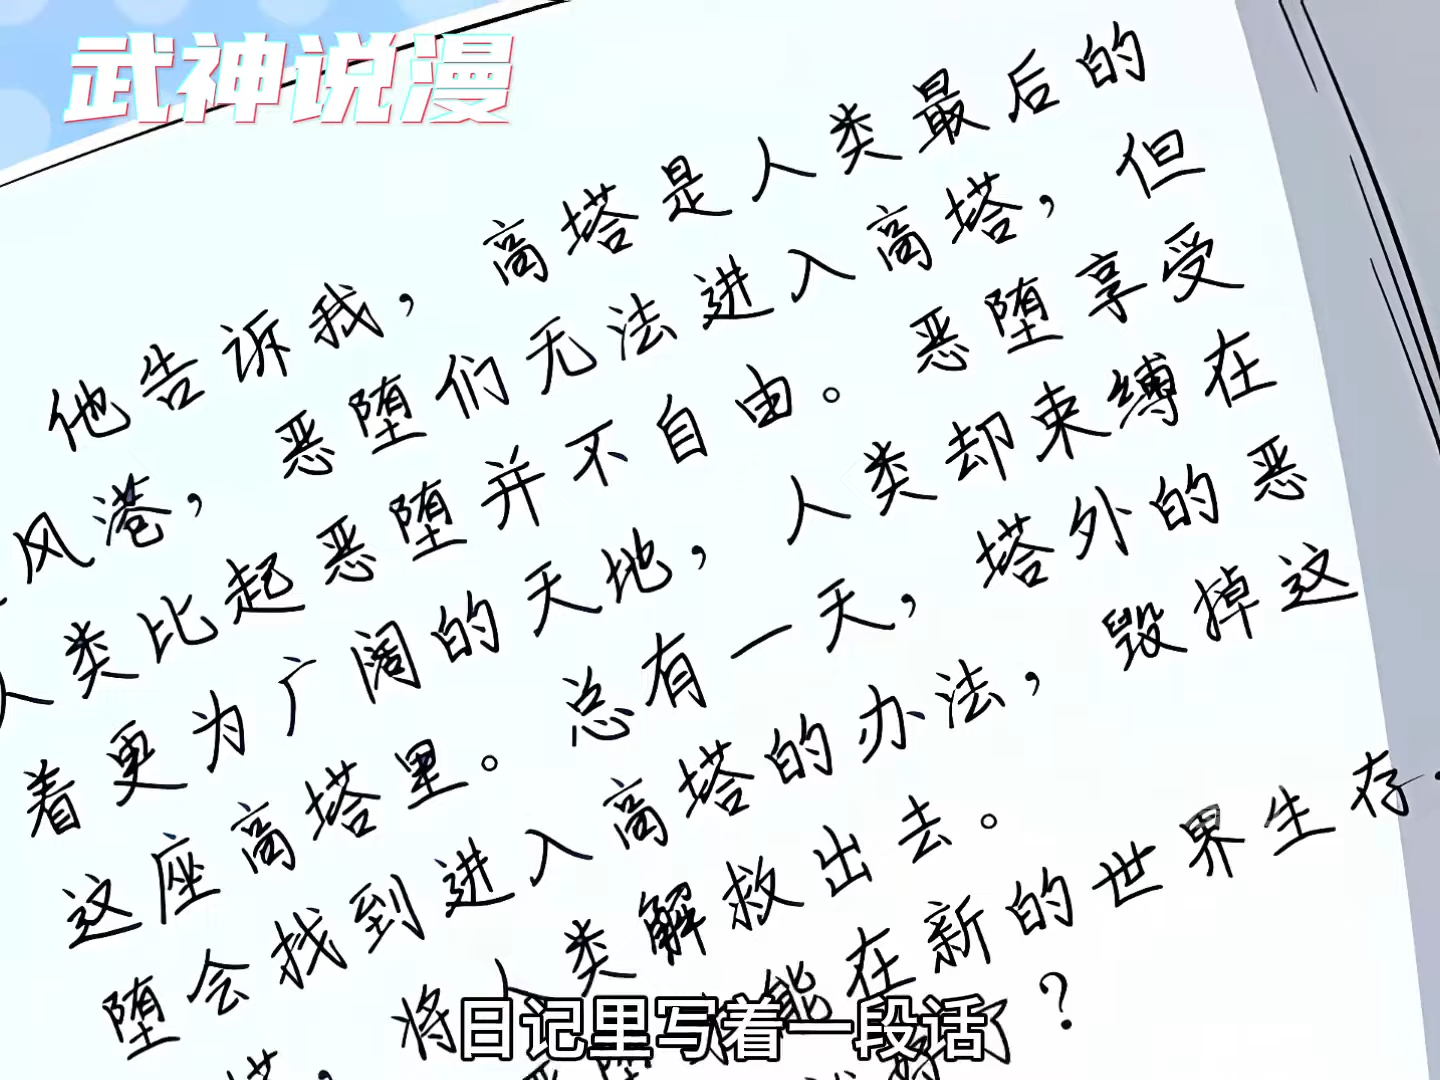 武神说漫
他告诉我，高塔是人类最后的
风港，恶堕们无法进入高塔，但
人类比起恶堕并不自由。恶堕享受
着更为广阔的天地，人类却束缚在
这座高塔里。总有一天，塔外的恶
堕会找到进入高塔的办法，毁掉这
塔，将人类解救出去。
恶堕能在新的世界生存
了？
日记里写着一段话